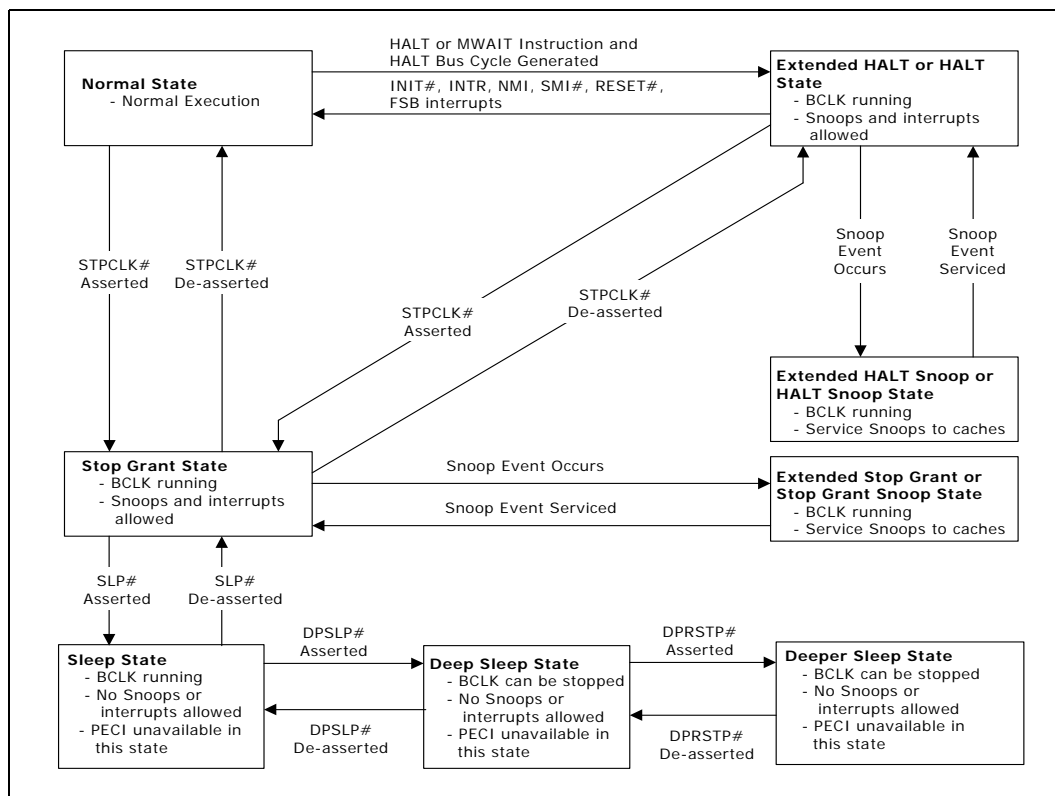 HALT or MWAIT Instruction and
HALT Bus Cycle Generated
Normal State
- Normal Execution
INIT#, INTR, NMI, SMI#, RESET#,
FSB interrupts
Extended HALT or HALT
State
- BCLK running
- Snoops and interrupts
allowed
STPCLK#
Asserted
STPCLK#
De-asserted
STPCLK#
Asserted
STPCLK#
De-asserted
Snoop
Event
Occurs
Snoop
Event
Serviced
Extended HALT Snoop or
HALT Snoop State
- BCLK running
- Service Snoops to caches
Stop Grant State
- BCLK running
- Snoops and interrupts
allowed
Snoop Event Occurs
Snoop Event Serviced
Extended Stop Grant or
Stop Grant Snoop State
- BCLK running
- Service Snoops to caches
SLP#
Asserted
SLP#
De-asserted
Sleep State
- BCLK running
- No Snoops or
interrupts allowed
- PECI unavailable in
this state
DPSLP#
Asserted
DPSLP#
De-asserted
Deep Sleep State
- BCLK can be stopped
- No Snoops or
interrupts allowed
- PECI unavailable in
this state
DPRSTP#
Asserted
DPRSTP#
De-asserted
Deeper Sleep State
- BCLK can be stopped
- No Snoops or
interrupts allowed
- PECI unavailable in
this state